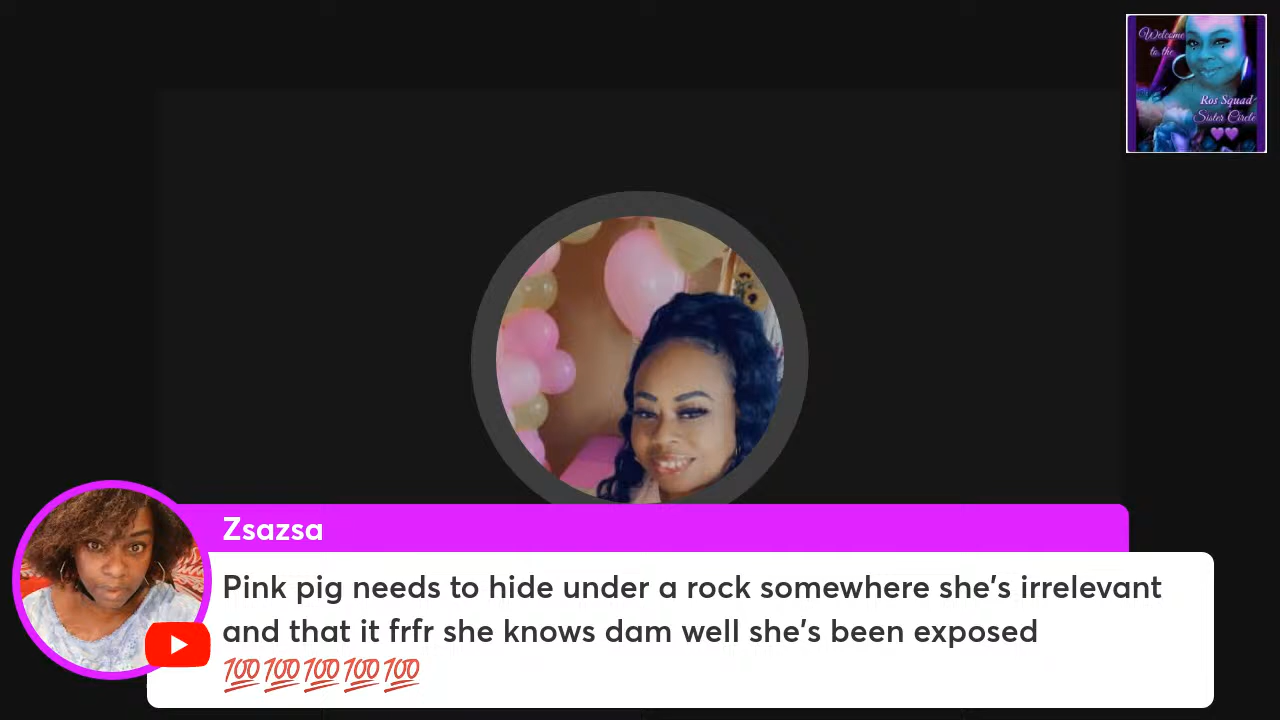 Welcome
to the
Ros Squad
Sister Circle
Zsazsa
Pink pig needs to hide under a rock somewhere she's irrelevant
and that it frfr she knows dam well she's been exposed
💯💯💯💯💯